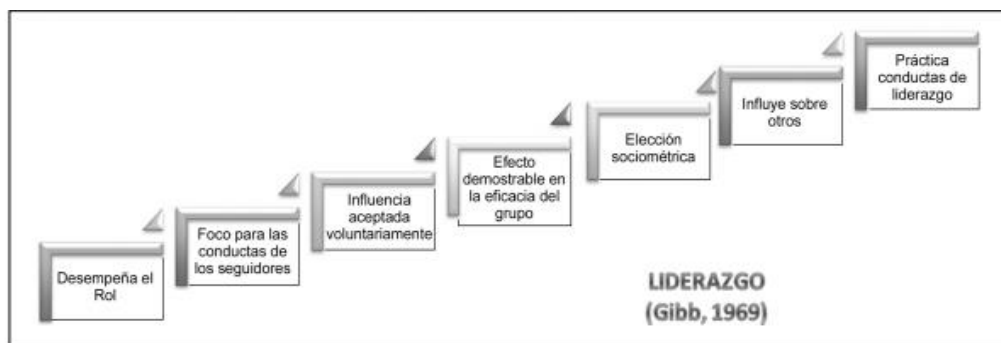 Desempeña el
Rol
Foco para las
conductas de
los seguidores
Influencia
aceptada
voluntariamente
Efecto
demostrable en
la eficacia del
grupo
Elección
sociométrica
Influye sobre
otros
Práctica
conductas de
liderazgo
LIDERAZGO
(Gibb, 1969)